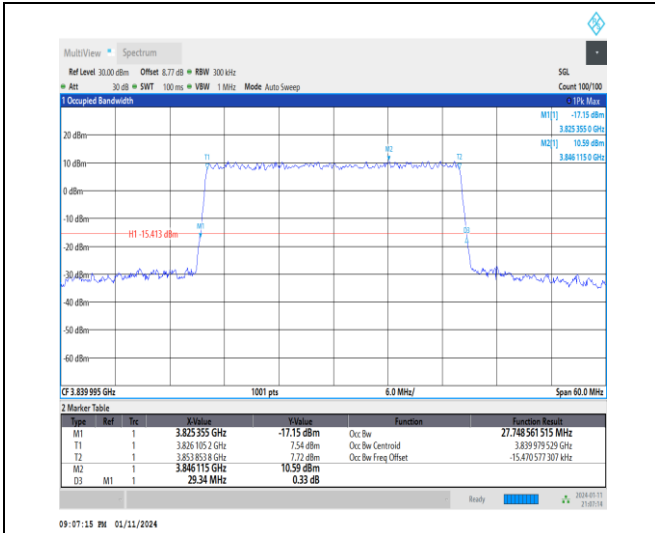 MultiView Spectrum
Ref Level 30.00 dBm Offset 8.77 dB RBW 300 kHz SGL
Att 30 dB SWT 100 ms VBW 1 MHz Mode Auto Sweep Count 100/100
1 Occupied Bandwidth 1Pk Max
M1[1] -17.15 dBm
3.825 355 0 GHz
M2[1] 10.59 dBm
3.846 115 0 GHz
20 dBm
M2
T1 T2
10 dBm
0 dBm
-10 dBm
M1
H1 -15.413 dBm
D3
-20 dBm
-30 dBm
-40 dBm
-50 dBm
-60 dBm
CF 3.839 995 GHz 1001 pts 6.0 MHz/ Span 60.0 MHz
2 Marker Table
Type Ref Trc X-Value Y-Value Function Function Result
M1 1 3.825 355 GHz -17.15 dBm Occ Bw 27.748 561 515 MHz
T1 1 3.826 105 2 GHz 7.54 dBm Occ Bw Centroid 3.839 979 529 GHz
T2 1 3.853 853 8 GHz 7.72 dBm Occ Bw Freq Offset -15.470 577 307 kHz
M2 1 3.846 115 GHz 10.59 dBm
D3 M1 1 29.34 MHz 0.33 dB
Ready 2024-01-11
21:07:14
09:07:15 PM 01/11/2024